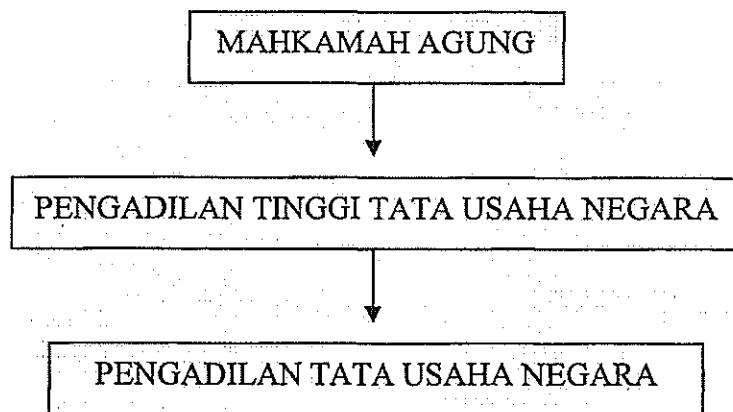 MAHKAMAH AGUNG
PENGADILAN TINGGI TATA USAHA NEGARA
PENGADILAN TATA USAHA NEGARA